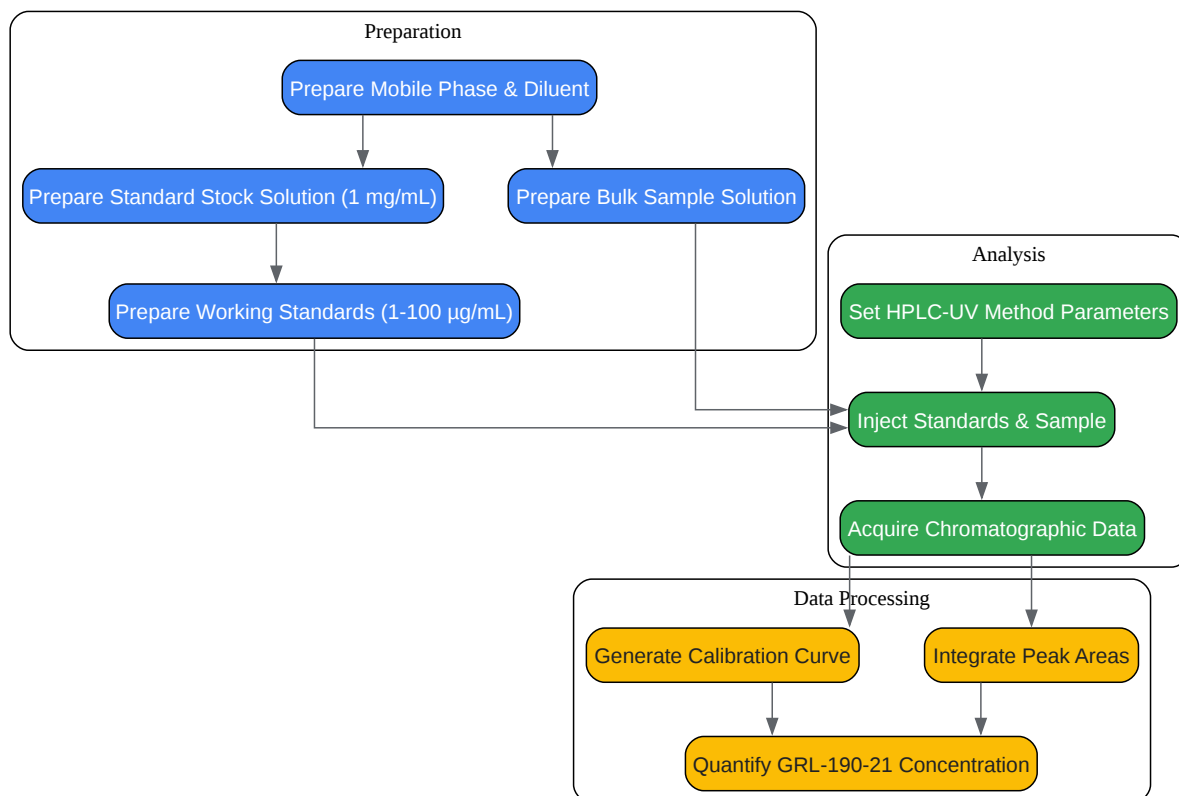 Preparation
Prepare Mobile Phase & Diluent
Prepare Standard Stock Solution (1 mg/mL)
Prepare Bulk Sample Solution
Prepare Working Standards (1-100 µg/mL)
Analysis
Set HPLC-UV Method Parameters
Inject Standards & Sample
Acquire Chromatographic Data
Data Processing
Generate Calibration Curve
Integrate Peak Areas
Quantify GRL-190-21 Concentration